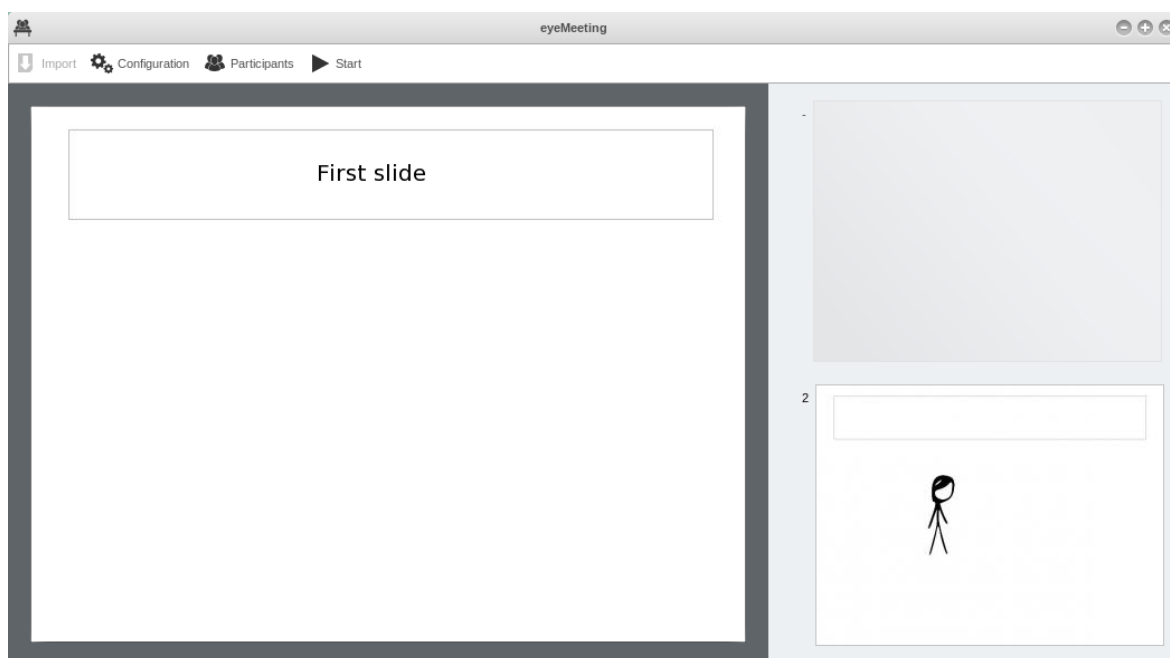 eyeMeeting
Import Configuration Participants Start
First slide
-
2